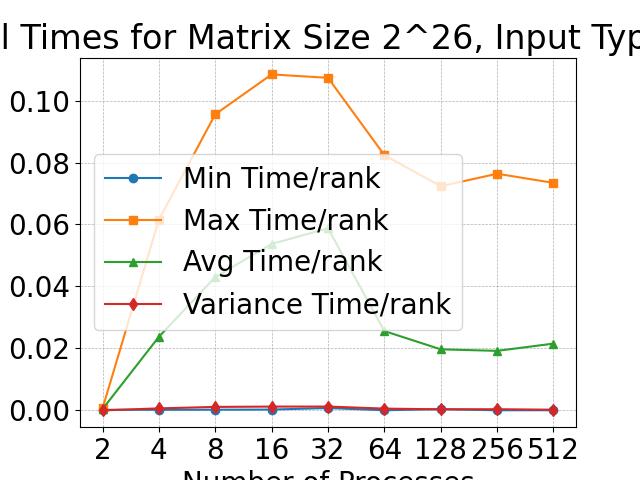 l Times for Matrix Size 2^26, Input Typ
0.10
0.08
0.06
0.04
0.02
0.00
Min Time/rank
Max Time/rank
Avg Time/rank
Variance Time/rank
2 4 8 16 32 64 128 256 512
Number of Processes